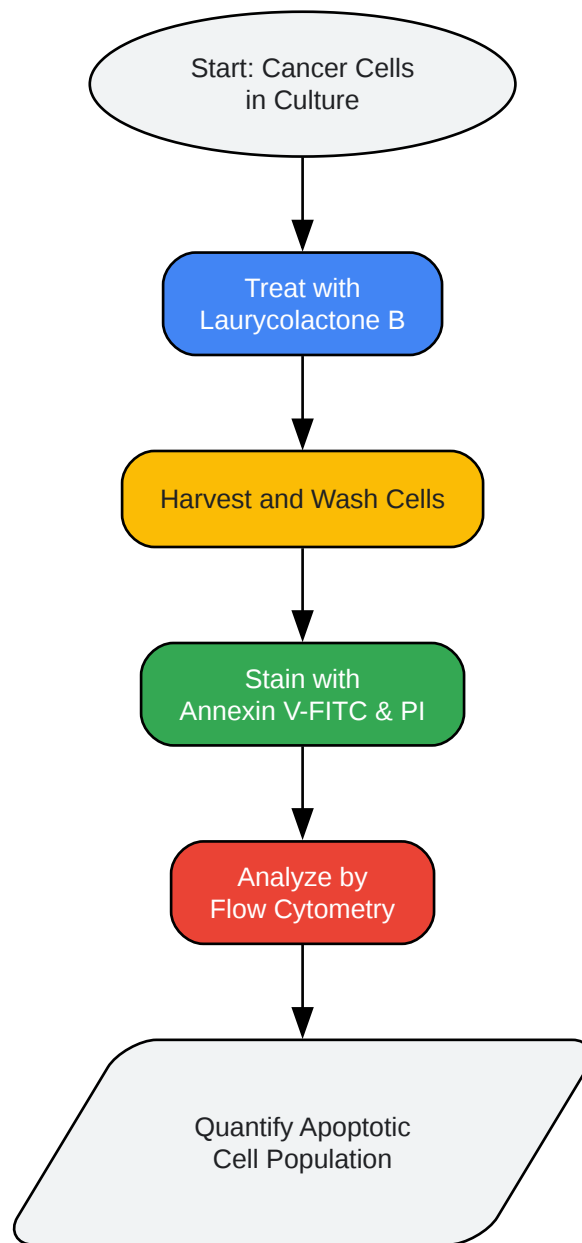 Start: Cancer Cells
in Culture
Treat with
Laurycolactone B
Harvest and Wash Cells
Stain with
Annexin V-FITC & PI
Analyze by
Flow Cytometry
Quantify Apoptotic
Cell Population